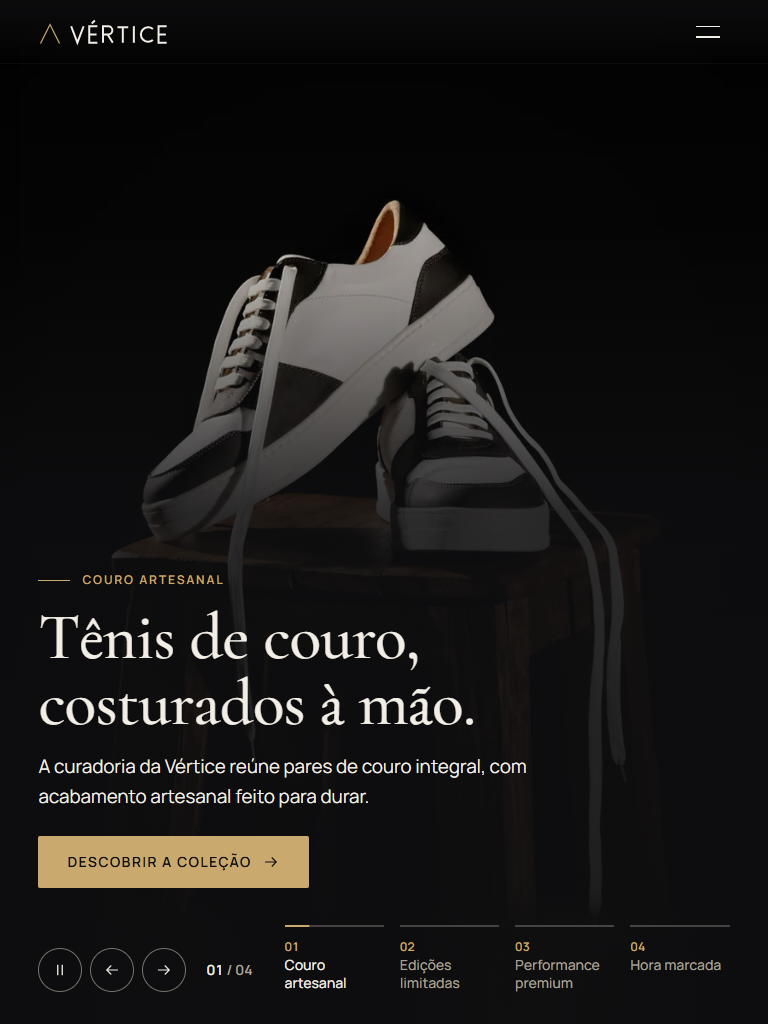 VÉRTICE
COURO ARTESANAL
Tênis de couro,
costurados à mão.
A curadoria da Vértice reúne pares de couro integral, com
acabamento artesanal feito para durar.
DESCOBRIR A COLEÇÃO →
01 / 04
01
Couro
artesanal
02
Edições
limitadas
03
Performance
premium
04
Hora marcada